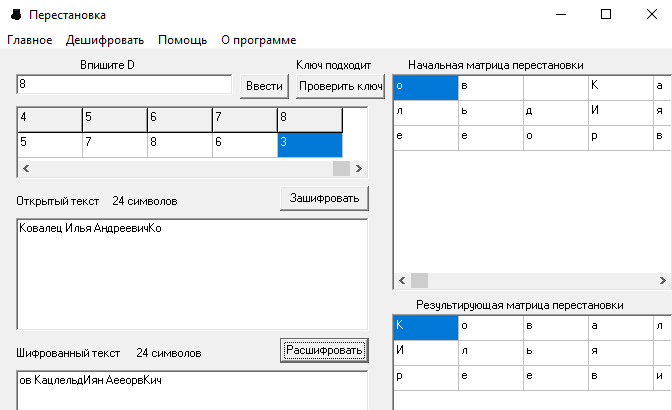 Перестановка
Главное Дешифровать Помощь О программе
Впишите D
Ключ подходит
8
Ввести
Проверить ключ
4 5 6 7 8
5 7 8 6 3
Открытый текст 24 символов
Зашифровать
Ковалец Илья АндреевичКо
Шифрованный текст 24 символов
Расшифровать
ов КацлельдИян АееорвКич
Начальная матрица перестановки
о в К а
л ь д И я
е е о р в
Результирующая матрица перестановки
К о в а л
И л ь я
р е е в и